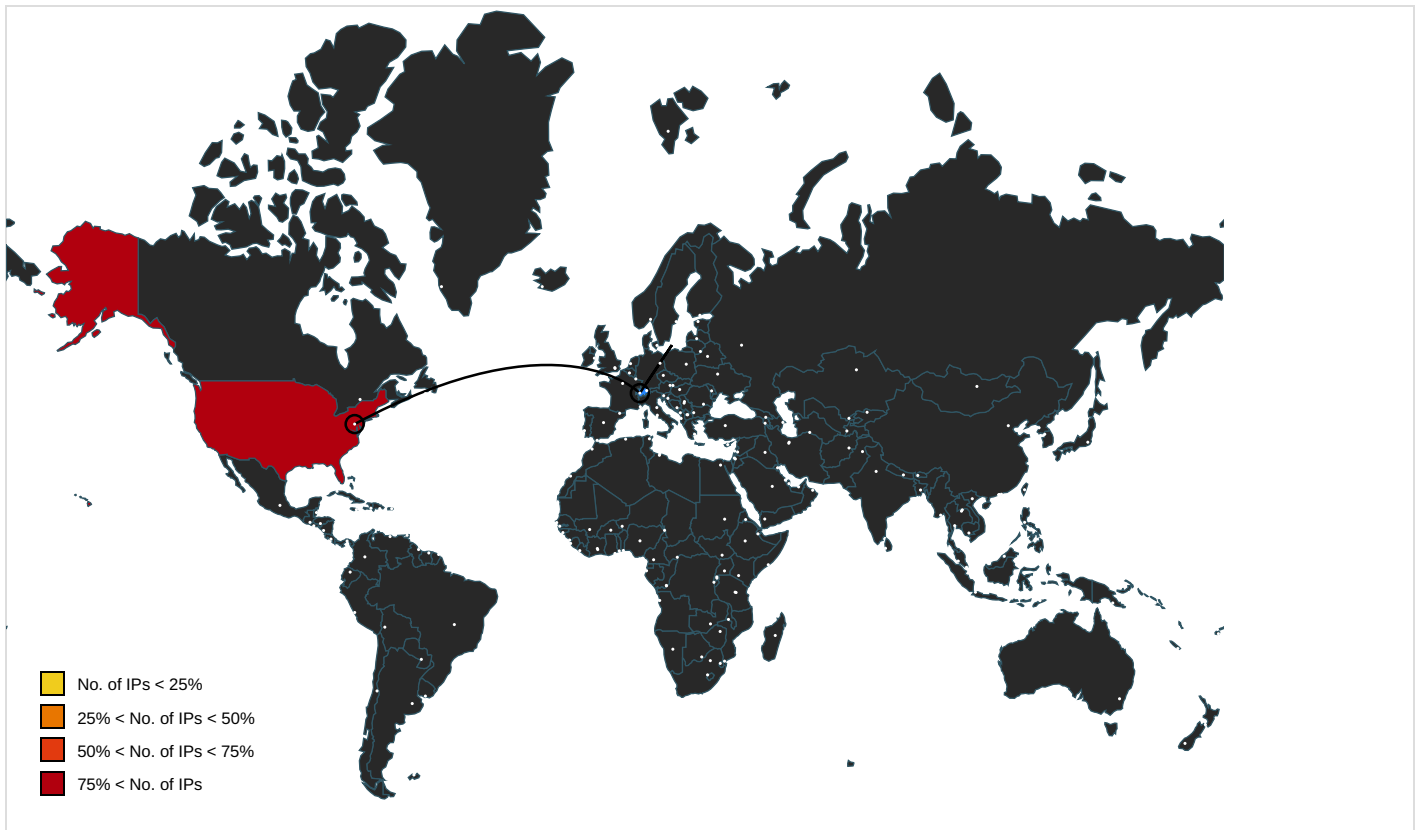 No. of IPs < 25%
25% < No. of IPs < 50%
50% < No. of IPs < 75%
75% < No. of IPs